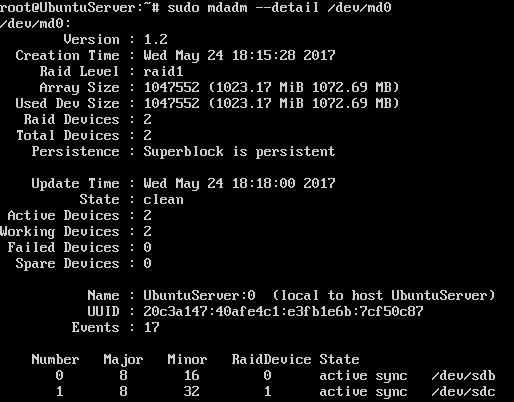 root@UbuntuServer:~# sudo mdadm --detail /dev/md0
/dev/md0:
Version : 1.2
Creation Time : Wed May 24 18:15:28 2017
Raid Level : raid1
Array Size : 1047552 (1023.17 MiB 1072.69 MB)
Used Dev Size : 1047552 (1023.17 MiB 1072.69 MB)
Raid Devices : 2
Total Devices : 2
Persistence : Superblock is persistent
Update Time : Wed May 24 18:18:00 2017
State : clean
Active Devices : 2
Working Devices : 2
Failed Devices : 0
Spare Devices : 0
Name : UbuntuServer:0  (local to host UbuntuServer)
UUID : 20c3a147:40afe4c1:e3fb1e6b:7cf50c87
Events : 17
Number   Major   Minor   RaidDevice State
0       8       16        0      active sync   /dev/sdb
1       8       32        1      active sync   /dev/sdc